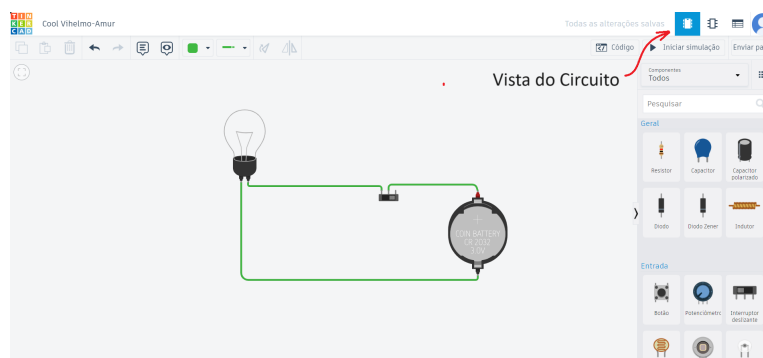 TIN
KER
CAD
Cool Vihelmo-Amur
Todas as alterações salvas
Código
Iniciar simulação
Enviar pa
Vista do Circuito
Componentes
Todos
Pesquisar
Geral
Resistor
Capacitor
Capacitor
polarizado
Diodo
Diodo Zener
Indutor
COIN BATTERY
CR 2032
3.0V
Entrada
Botão
Potenciômetro
Interruptor
deslizante